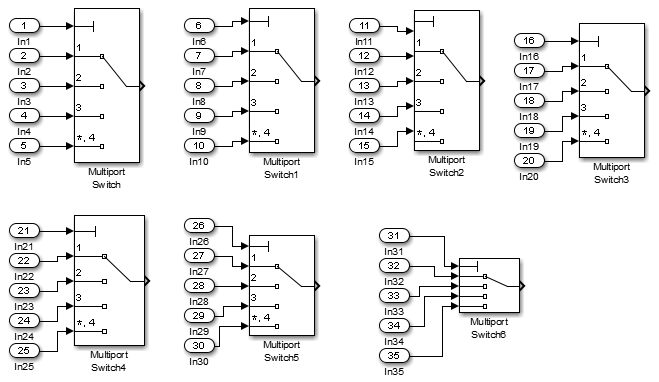 1
In1
2
In2
3
In3
4
In4
5
In5
1
2
3
*, 4
Multiport
Switch
6
In6
7
In7
8
In8
9
In9
10
In10
1
2
3
*, 4
Multiport
Switch1
11
In11
12
In12
13
In13
14
In14
15
In15
1
2
3
*, 4
Multiport
Switch2
16
In16
17
In17
18
In18
19
In19
20
In20
1
2
3
*, 4
Multiport
Switch3
21
In21
22
In22
23
In23
24
In24
25
In25
1
2
3
*, 4
Multiport
Switch4
26
In26
27
In27
28
In28
29
In29
30
In30
1
2
3
*, 4
Multiport
Switch5
31
In31
32
In32
33
In33
34
In34
35
In35
Multiport
Switch6